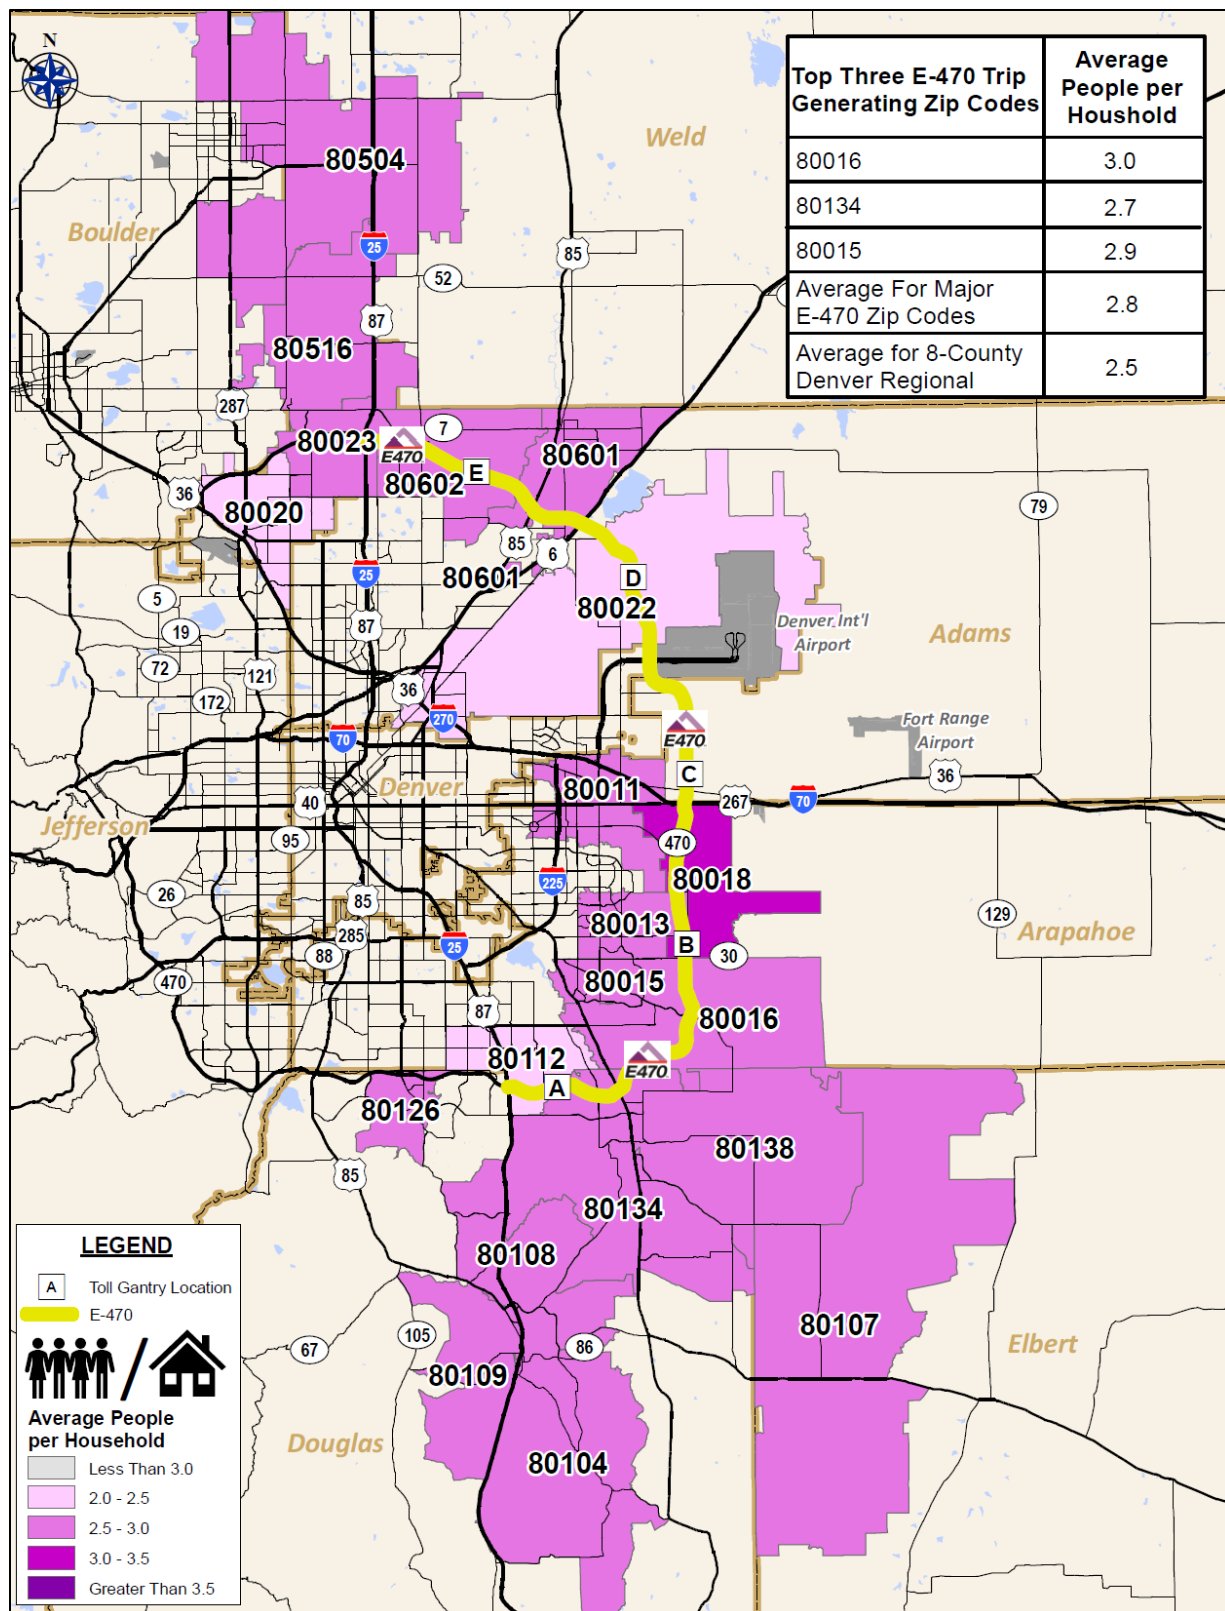 N
Top Three E-470 Trip
Generating Zip Codes
Average
People per
Houshold
80016
3.0
80134
2.7
80015
2.9
Average For Major
E-470 Zip Codes
2.8
Average for 8-County
Denver Regional
2.5
Weld
80504
Boulder
25
85
52
87
80516
287
7
80023
E470
80601
80602
E
36
80020
79
85
6
D
25
80601
5
80022
87
19
Denver Int'l
Airport
Adams
72
121
36
172
270
E470
Fort Range
Airport
70
C
36
Denver
80011
40
267
70
Jefferson
95
470
225
80018
26
85
129
80013
285
B
Arapahoe
25
88
30
470
80015
87
80016
80112
E470
A
80126
80138
85
80134
80108
80107
105
86
67
Elbert
80109
Douglas
80104
LEGEND
A
Toll Gantry Location
E-470
/
Average People
per Household
Less Than 3.0
2.0 - 2.5
2.5 - 3.0
3.0 - 3.5
Greater Than 3.5